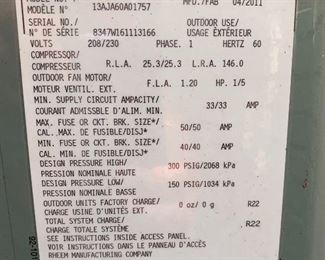 MFD./FAB 04/2011
MODÈLE N° 13AJA60A01757
SERIAL NO./ OUTDOOR USE/
N° DE SÉRIE 8347W161113166 USAGE EXTÉRIEUR
VOLTS 208/230 PHASE. 1 HERTZ 60
COMPRESSOR/
COMPRESSEUR R.L.A. 25.3/25.3 L.R.A. 146.0
OUTDOOR FAN MOTOR/
MOTEUR VENTIL. EXT. F.L.A. 1.20 HP. 1/5
MIN. SUPPLY CIRCUIT AMPACITY/
COURANT ADMISSBLE D'ALIM. MIN. 33/33 AMP
MAX. FUSE OR CKT. BRK. SIZE*/
CAL. MAX. DE FUSIBLE/DISJ* 50/50 AMP
MIN. FUSE OR CKT. BRK. SIZE*/
CAL. MIN. DE FUSIBLE/DISJ* 40/40 AMP
DESIGN PRESSURE HIGH/
PRESSION NOMINALE HAUTE 300 PSIG/2068 kPa
DESIGN PRESSURE LOW/
PRESSION NOMINALE BASSE 150 PSIG/1034 kPa
OUTDOOR UNITS FACTORY CHARGE/
CHARGE USINE D'UNITÉS EXT. 0 oz/ 0 g R22
TOTAL SYSTEM CHARGE/
CHARGE TOTALE SYSTÈME R22
SEE INSTRUCTIONS INSIDE ACCESS PANEL.
VOIR INSTRUCTIONS DANS LE PANNEAU D'ACCÈS
RHEEM MANUFACTURING COMPANY